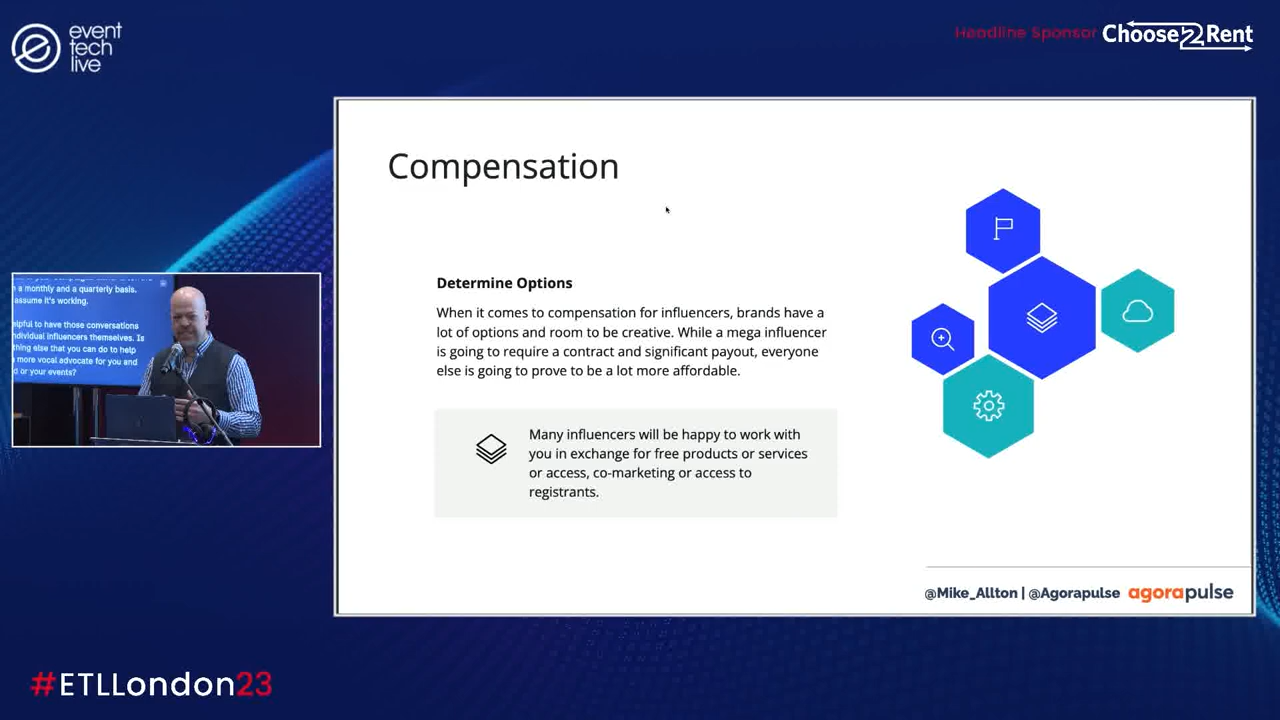 event
tech
live
Headline Sponsor
Choose2Rent
Compensation
Determine Options
When it comes to compensation for influencers, brands have a
lot of options and room to be creative. While a mega influencer
is going to require a contract and significant payout, everyone
else is going to prove to be a lot more affordable.
Many influencers will be happy to work with
you in exchange for free products or services
or access, co-marketing or access to
registrants.
a monthly and a quarterly basis.
assume it's working.
elpful to have those conversations
ndividual influencers themselves. Is
thing else that you can do to help
more vocal advocate for you and
d or your events?
@Mike_Allton | @Agorapulse agorapulse
#ETLLondon23